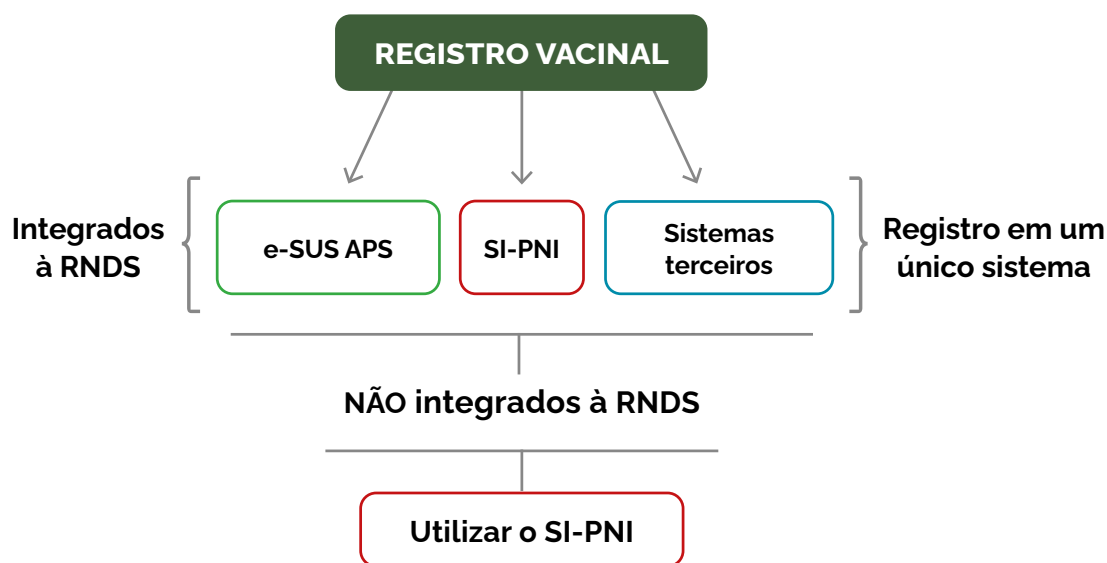 REGISTRO VACINAL
Integrados
à RNDS
e-SUS APS
SI-PNI
Sistemas
terceiros
Registro em um
único sistema
NÃO integrados à RNDS
Utilizar o SI-PNI